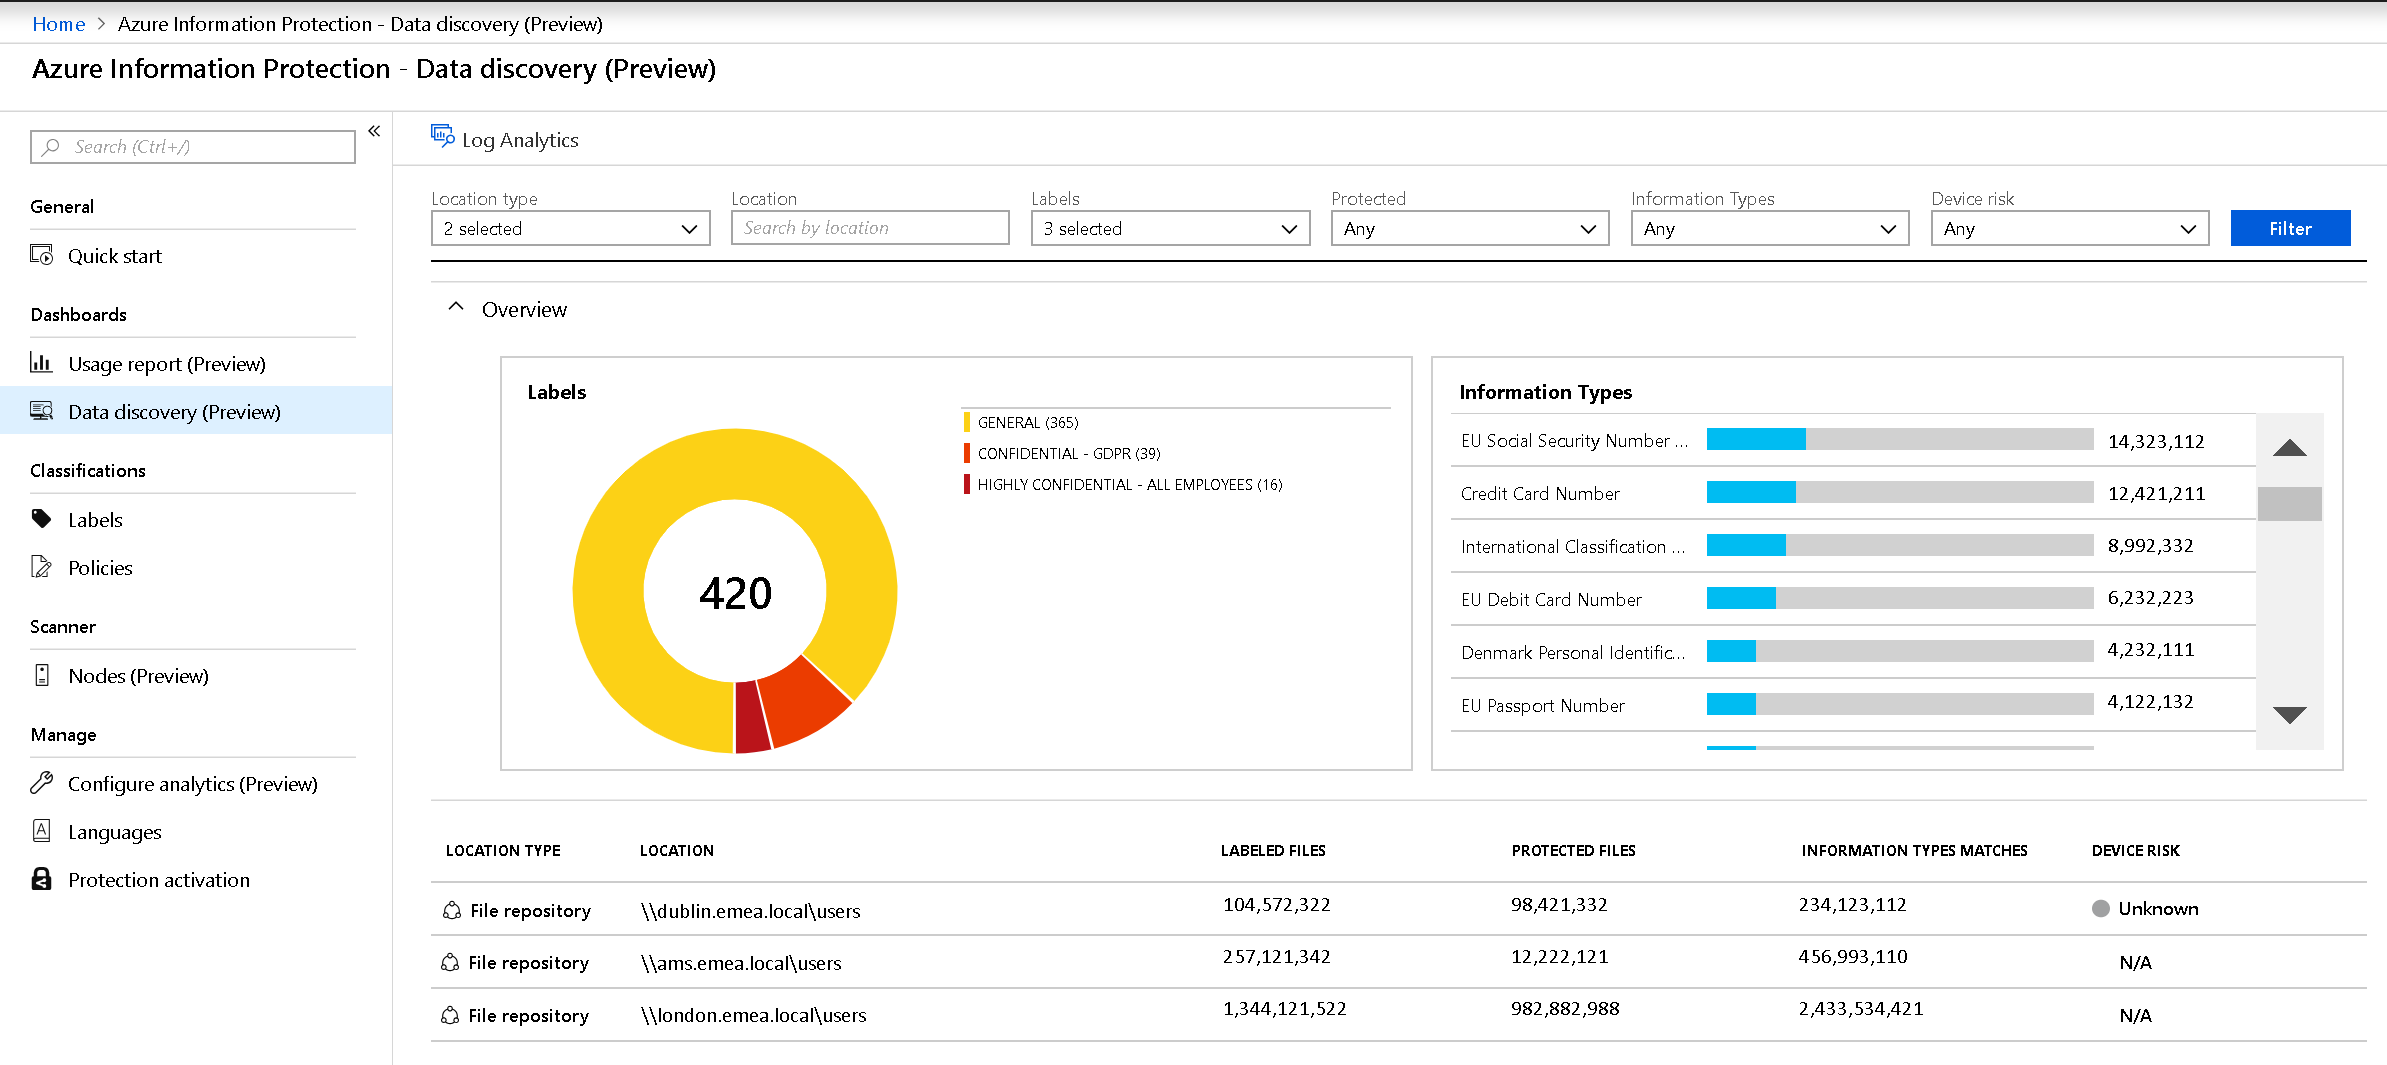 Home > Azure Information Protection - Data discovery (Preview)
Azure Information Protection - Data discovery (Preview)
Search (Ctrl+/)
«
General
Quick start
Dashboards
Usage report (Preview)
Data discovery (Preview)
Classifications
Labels
Policies
Scanner
Nodes (Preview)
Manage
Configure analytics (Preview)
Languages
Protection activation
Log Analytics
Location type
2 selected
Location
Search by location
Labels
3 selected
Protected
Any
Information Types
Any
Device risk
Any
Filter
Overview
Labels
420
GENERAL (365)
CONFIDENTIAL - GDPR (39)
HIGHLY CONFIDENTIAL - ALL EMPLOYEES (16)
Information Types
EU Social Security Number ... 14,323,112
Credit Card Number 12,421,211
International Classification ... 8,992,332
EU Debit Card Number 6,232,223
Denmark Personal Identific... 4,232,111
EU Passport Number 4,122,132
LOCATION TYPE LOCATION LABELED FILES PROTECTED FILES INFORMATION TYPES MATCHES DEVICE RISK
File repository \\dublin.emea.local\users 104,572,322 98,421,332 234,123,112 Unknown
File repository \\ams.emea.local\users 257,121,342 12,222,121 456,993,110 N/A
File repository \\london.emea.local\users 1,344,121,522 982,882,988 2,433,534,421 N/A